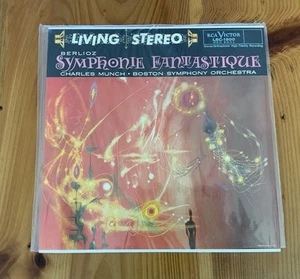 LIVING STEREO
RCA VICTOR
LSC-1900
BERLIOZ
SYMPHONIE FANTASTIQUE
CHARLES MUNCH • BOSTON SYMPHONY ORCHESTRA